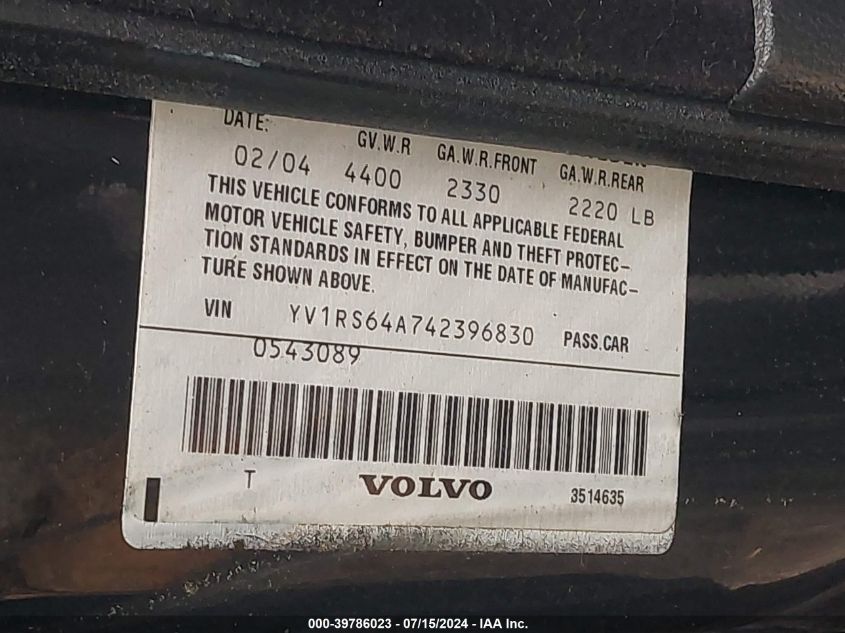 DATE: GV.W.R GA.W.R.FRONT GA.W.R.REAR
02/04 4400 2330 2220 LB
THIS VEHICLE CONFORMS TO ALL APPLICABLE FEDERAL
MOTOR VEHICLE SAFETY, BUMPER AND THEFT PROTEC-
TION STANDARDS IN EFFECT ON THE DATE OF MANUFAC-
TURE SHOWN ABOVE.
VIN YV1RS64A742396830 PASS.CAR
0543089
T VOLVO 3514635
000-39786023 - 07/15/2024 - IAA Inc.